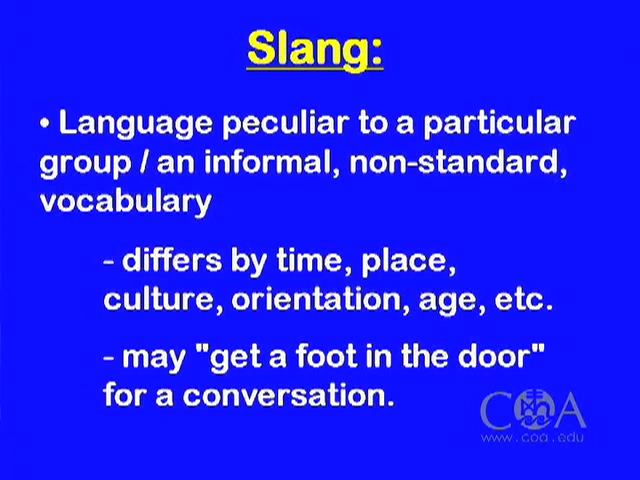 Slang:
• Language peculiar to a particular
group / an informal, non-standard,
vocabulary
- differs by time, place,
culture, orientation, age, etc.
- may "get a foot in the door"
for a conversation.
COA
www.coa.edu